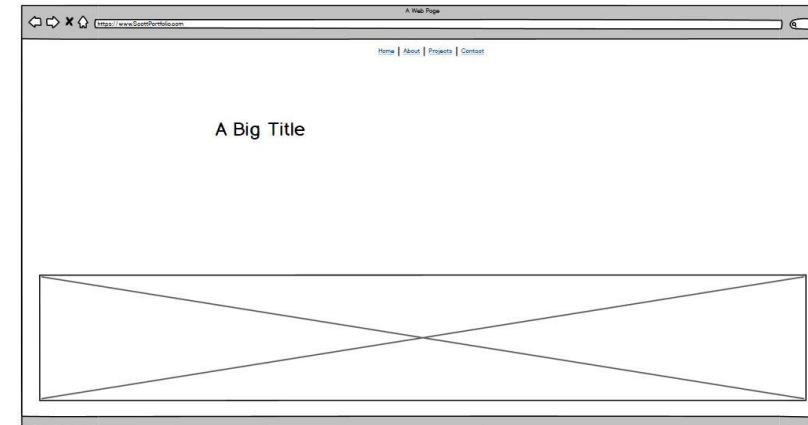 A Web Page
https://www.ScottPortfolio.com
Home | About | Projects | Contact
A Big Title